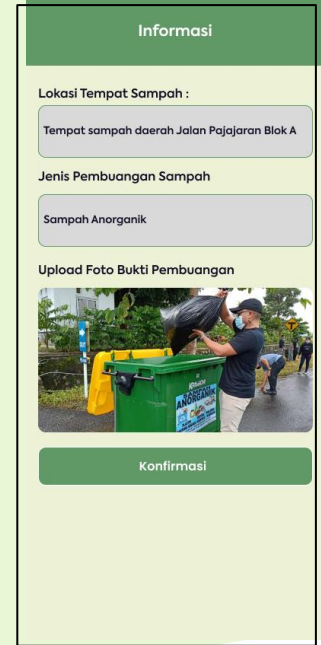 Informasi
Lokasi Tempat Sampah :
Tempat sampah daerah Jalan Pajajaran Blok A
Jenis Pembuangan Sampah
Sampah Anorganik
Upload Foto Bukti Pembuangan
SAMPAH
ANORGANIK
Konfirmasi